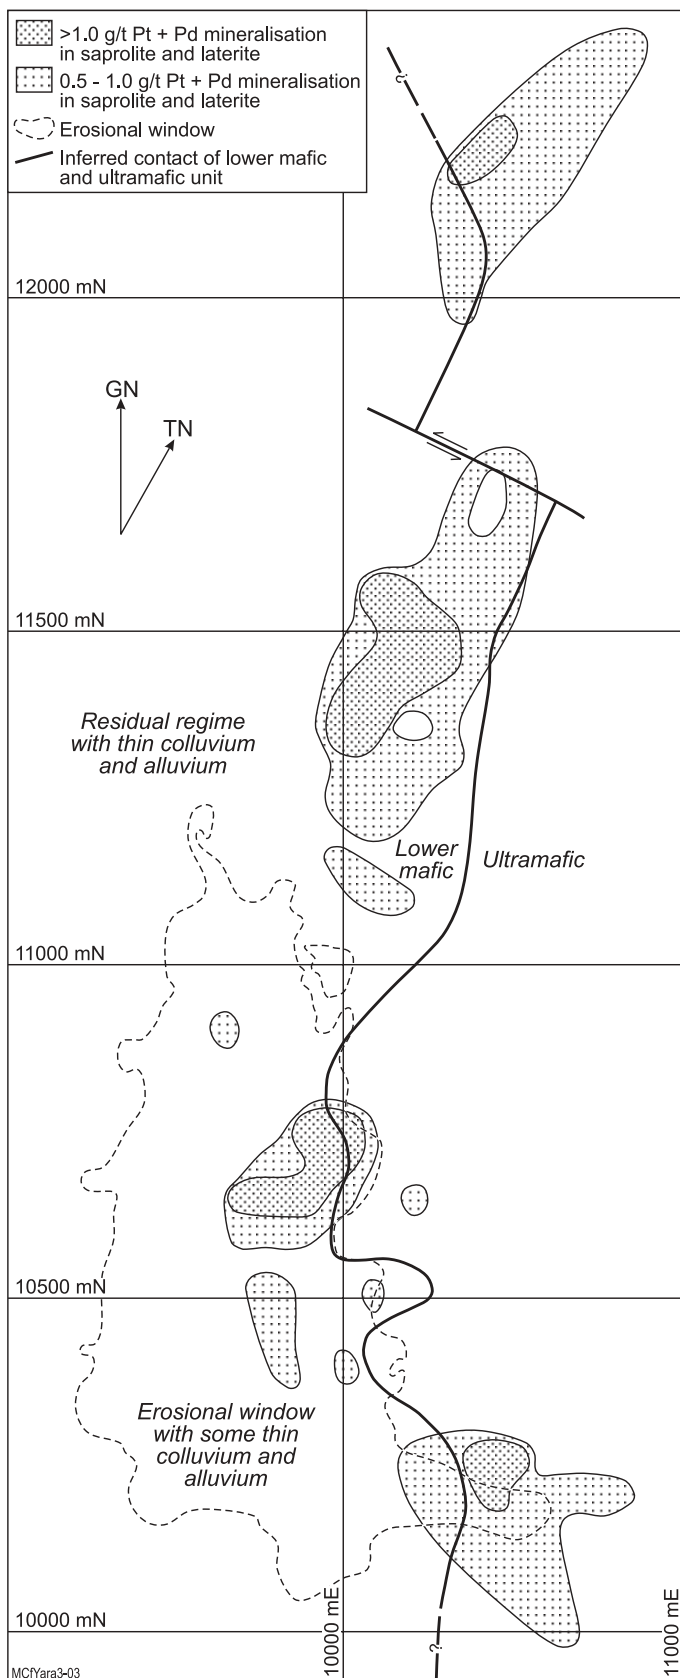 >1.0 g/t Pt + Pd mineralisation
in saprolite and laterite
0.5 - 1.0 g/t Pt + Pd mineralisation
in saprolite and laterite
Erosional window
Inferred contact of lower mafic
and ultramafic unit
?
12000 mN
GN
TN
11500 mN
Residual regime
with thin colluvium
and alluvium
Lower
mafic
Ultramafic
11000 mN
10500 mN
Erosional window
with some thin
colluvium and
alluvium
10000 mN
10000 mE
11000 mE
?
MCfYara3-03